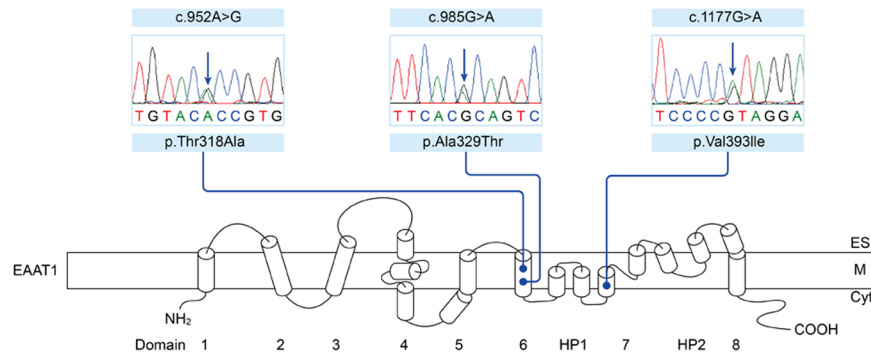 c.952A>G c.985G>A c.1177G>A
TGTACACCGTG TTCACGCAGTC TCCCCGTAGGA
p.Thr318Ala p.Ala329Thr p.Val393Ile
ES
EAAT1 M
Cyt
NH2
COOH
Domain 1 2 3 4 5 6 HP1 7 HP2 8